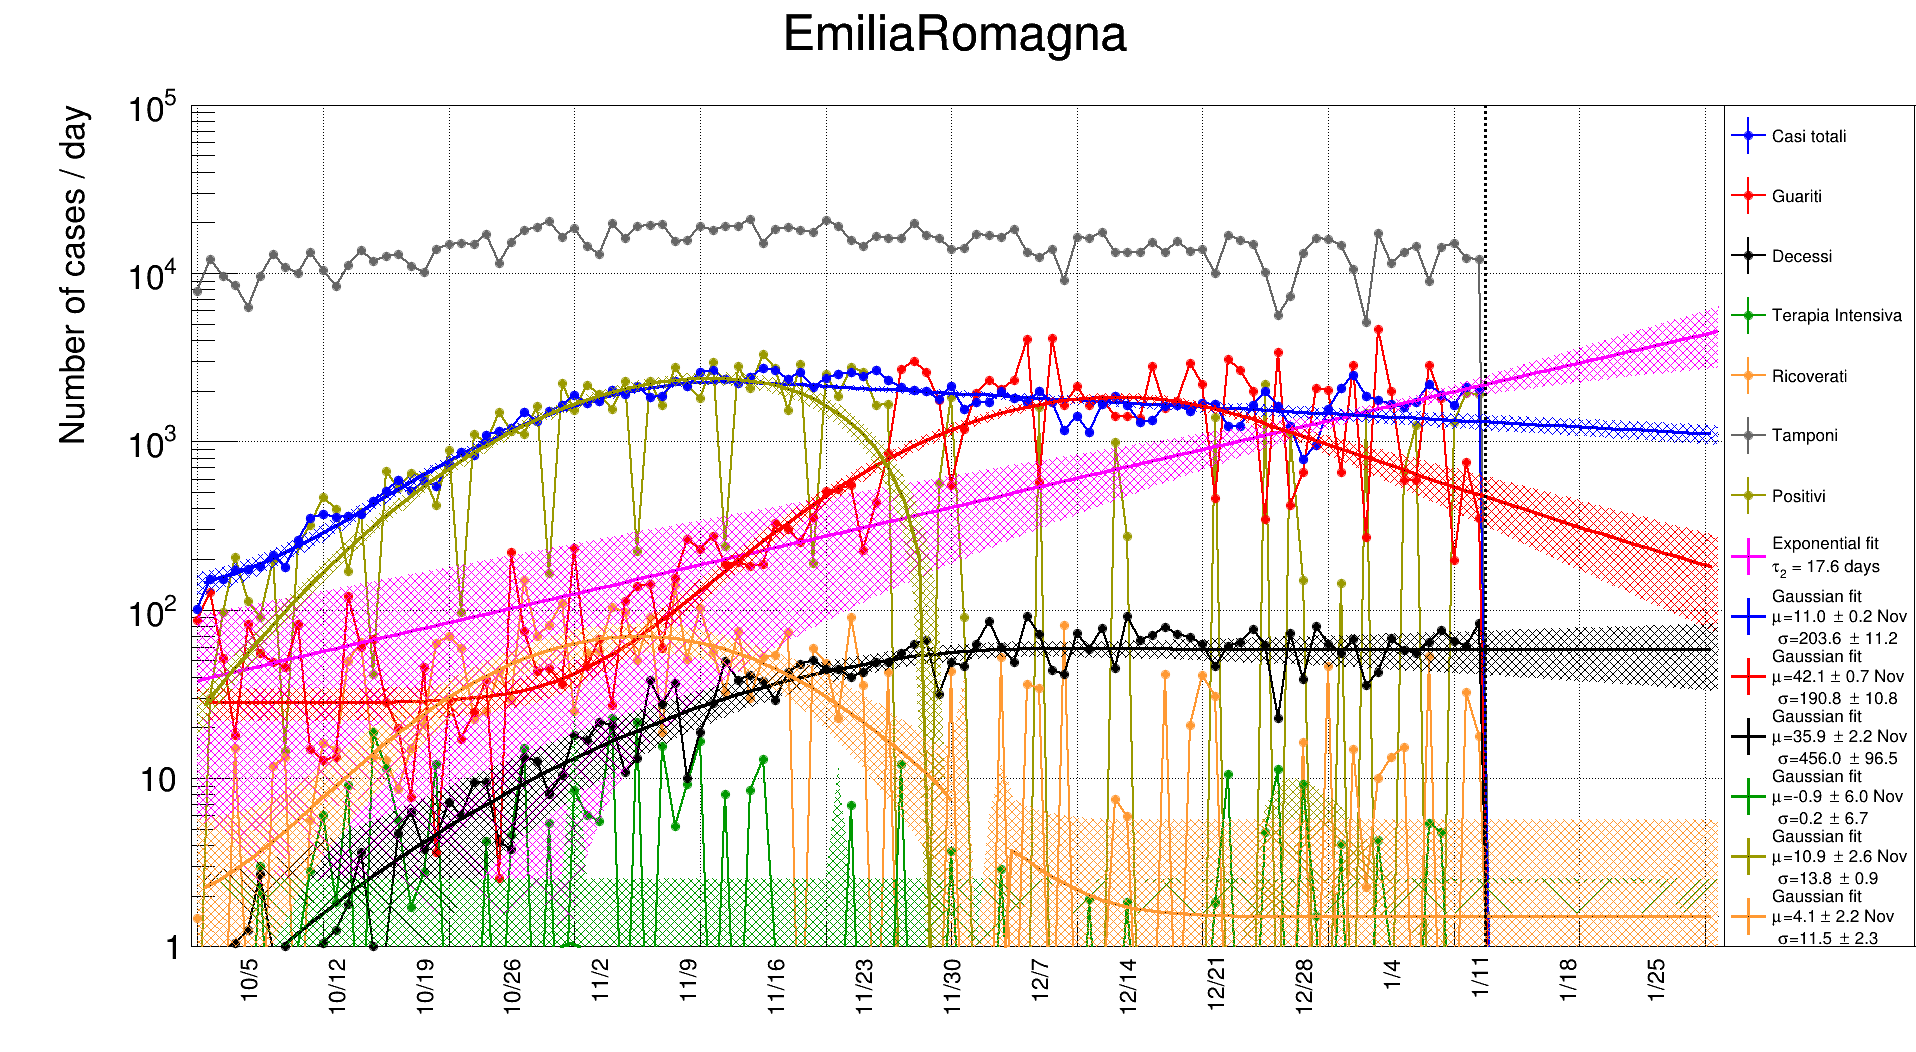 EmiliaRomagna
Number of cases / day
10^5
10^4
10^3
10^2
10
1
10/5
10/12
10/19
10/26
11/2
11/9
11/16
11/23
11/30
12/7
12/14
12/21
12/28
1/4
1/11
1/18
1/25
Casi totali
Guariti
Decessi
Terapia Intensiva
Ricoverati
Tamponi
Positivi
Exponential fit
τ₂ = 17.6 days
Gaussian fit
μ=11.0 ± 0.2 Nov
σ=203.6 ± 11.2
Gaussian fit
μ=42.1 ± 0.7 Nov
σ=190.8 ± 10.8
Gaussian fit
μ=35.9 ± 2.2 Nov
σ=456.0 ± 96.5
Gaussian fit
μ=-0.9 ± 6.0 Nov
σ=0.2 ± 6.7
Gaussian fit
μ=10.9 ± 2.6 Nov
σ=13.8 ± 0.9
Gaussian fit
μ=4.1 ± 2.2 Nov
σ=11.5 ± 2.3